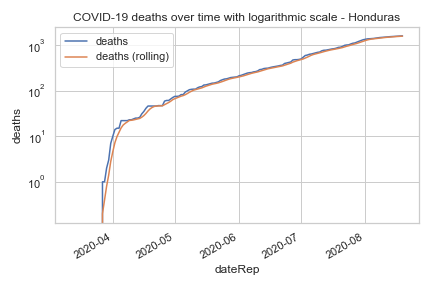 COVID-19 deaths over time with logarithmic scale - Honduras
deaths
deaths (rolling)
10³
10²
10¹
10⁰
deaths
2020-04
2020-05
2020-06
2020-07
2020-08
dateRep